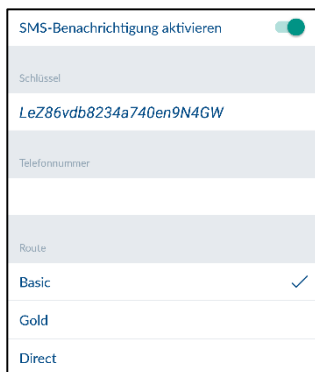 SMS-Benachrichtigung aktivieren
Schlüssel
LeZ86vdb8234a740en9N4GW
Telefonnummer
Route
Basic
Gold
Direct